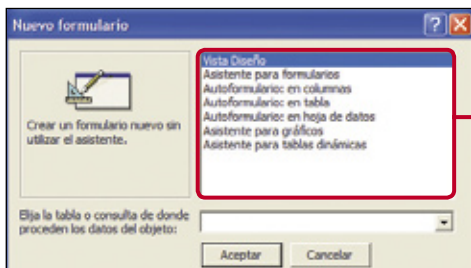 Nuevo formulario
Vista Diseño
Asistente para formularios
Autoformulario: en columnas
Autoformulario: en tabla
Autoformulario: en hoja de datos
Asistente para gráficos
Asistente para tablas dinámicas
Crear un formulario nuevo sin
utilizar el asistente.
Elija la tabla o consulta de donde
proceden los datos del objeto:
Aceptar
Cancelar